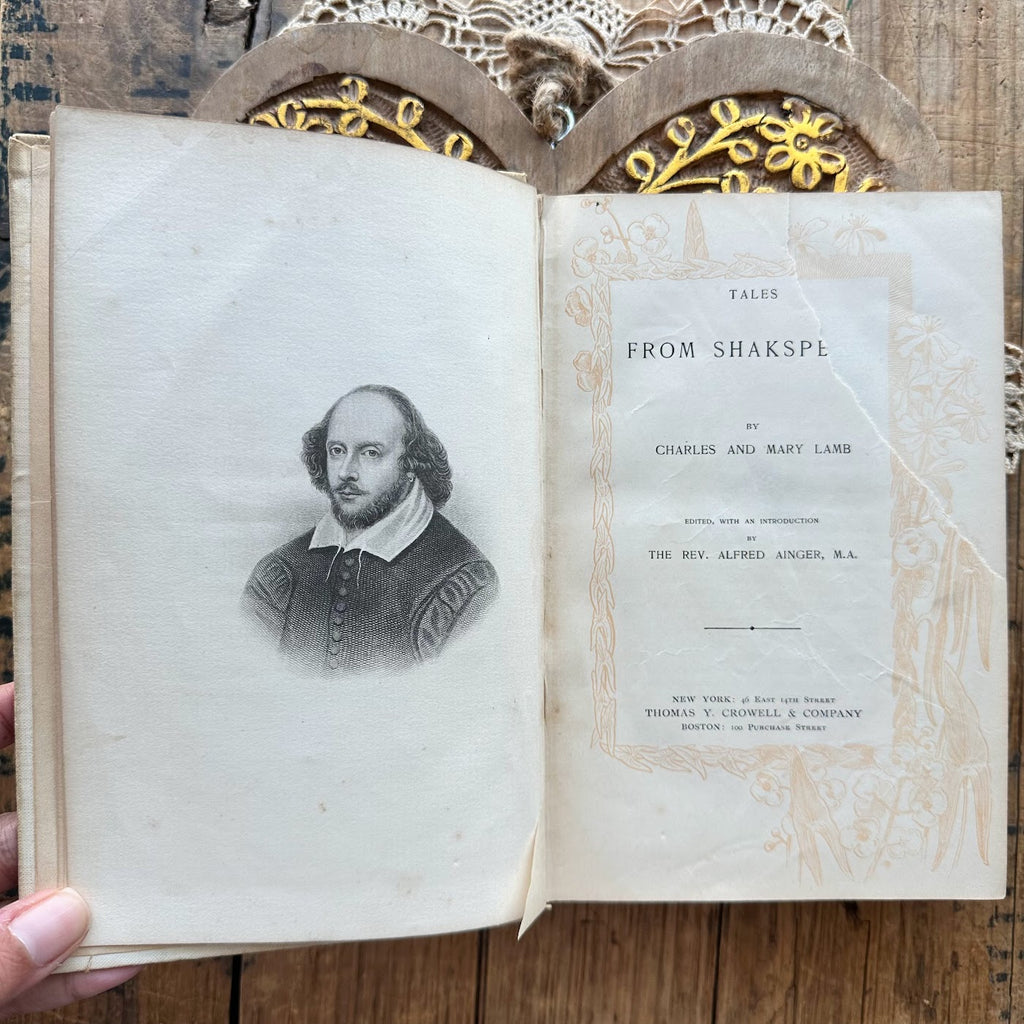 TALES
FROM SHAKSPE
BY
CHARLES AND MARY LAMB
EDITED, WITH AN INTRODUCTION
BY
THE REV. ALFRED AINGER, M.A.
NEW YORK: 46 EAST 14TH STREET
THOMAS Y. CROWELL & COMPANY
BOSTON: 100 PURCHASE STREET